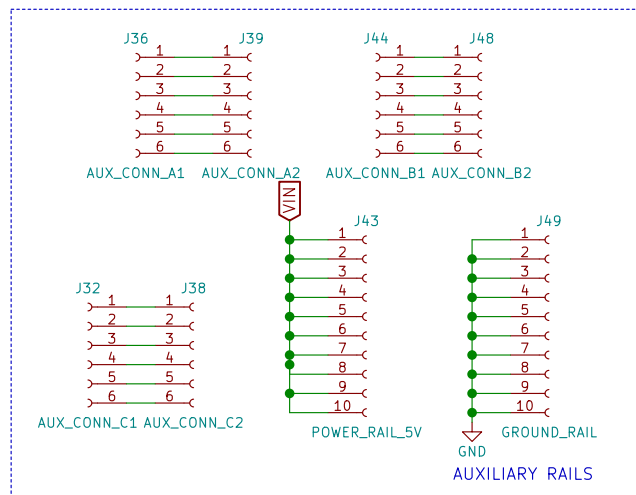 J36 J39 J44 J48
1 1 1 1
2 2 2 2
3 3 3 3
4 4 4 4
5 5 5 5
6 6 6 6
AUX_CONN_A1 AUX_CONN_A2 AUX_CONN_B1 AUX_CONN_B2
VIN
J43 J49
1 1
2 2
3 3
4 4
5 5
6 6
7 7
8 8
9 9
10 10
POWER_RAIL_5V GROUND_RAIL
GND
J32 J38
1 1
2 2
3 3
4 4
5 5
6 6
AUX_CONN_C1 AUX_CONN_C2
AUXILIARY RAILS